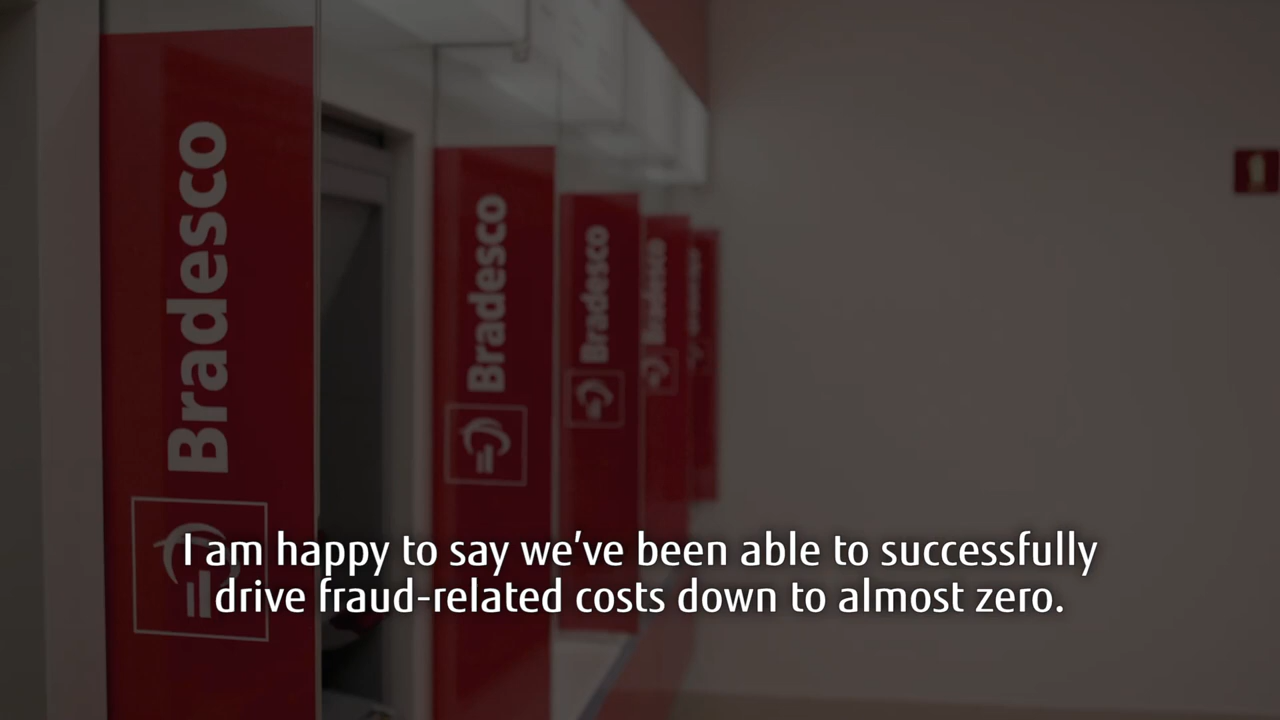 Bradesco
Bradesco
Bradesco
Bradesco
I am happy to say we've been able to successfully
drive fraud-related costs down to almost zero.